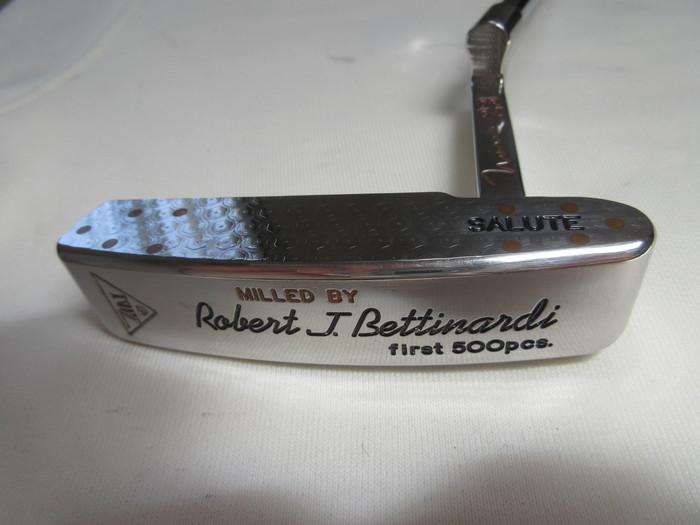 SALUTE
MILLED BY
Robert J. Bettinardi
first 500pcs.